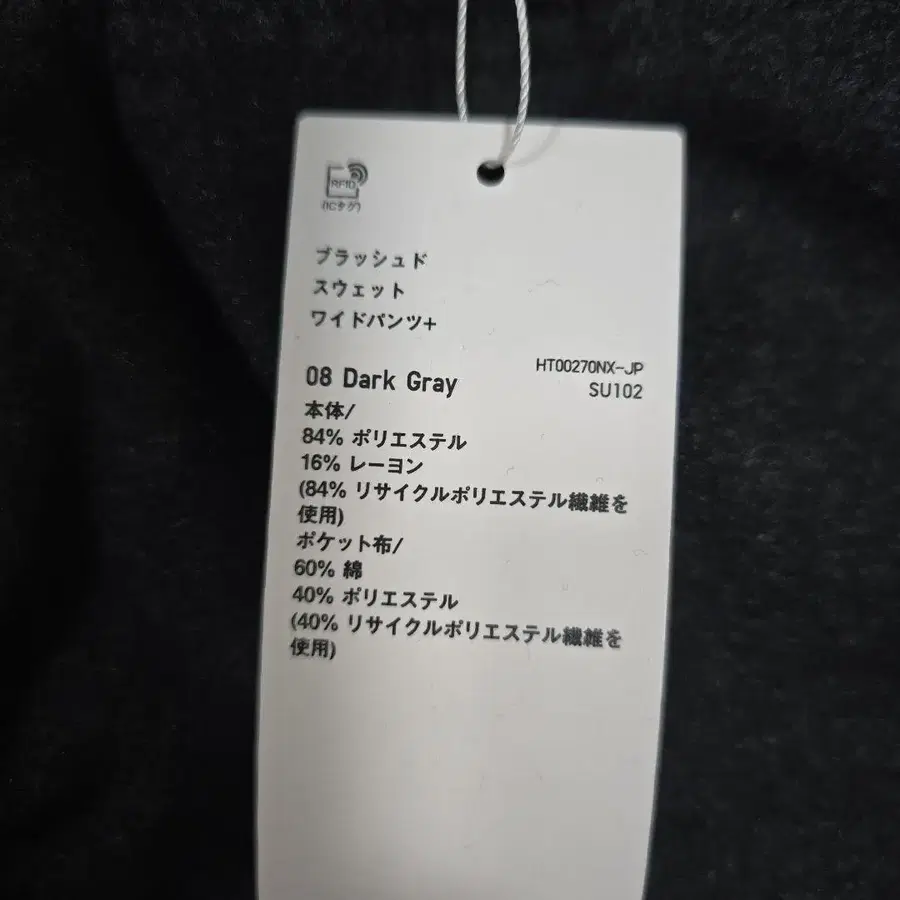 RFID
(ICタグ)
ブラッシュド
スウェット
ワイドパンツ+
HT00270NX-JP
08 Dark Gray
SU102
本体/
84% ポリエステル
16% レーヨン
(84% リサイクルポリエステル繊維を
使用)
ポケット布/
60% 綿
40% ポリエステル
(40% リサイクルポリエステル繊維を
使用)